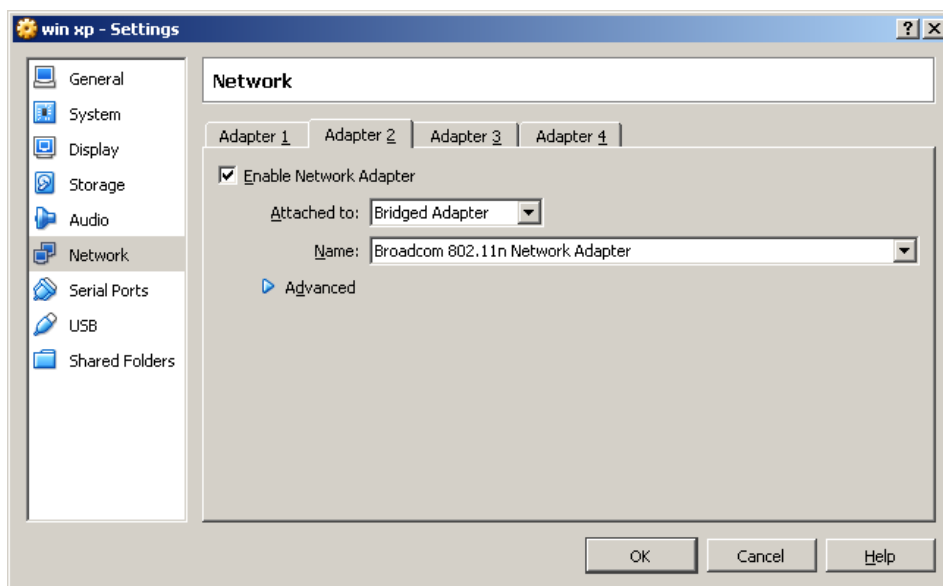 win xp - Settings
General
System
Display
Storage
Audio
Network
Serial Ports
USB
Shared Folders
Network
Adapter 1 Adapter 2 Adapter 3 Adapter 4
Enable Network Adapter
Attached to: Bridged Adapter
Name: Broadcom 802.11n Network Adapter
Advanced
OK Cancel Help